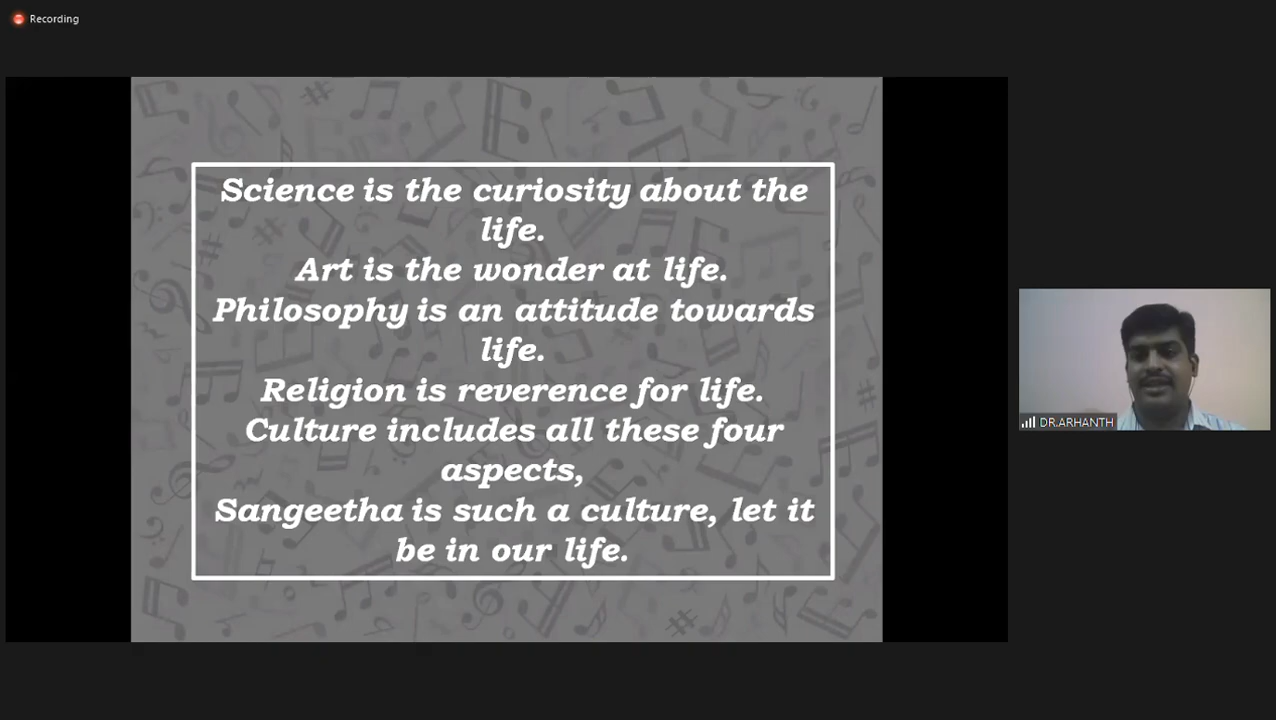 Recording
Science is the curiosity about the
life.
Art is the wonder at life.
Philosophy is an attitude towards
life.
Religion is reverence for life.
Culture includes all these four
aspects,
Sangeetha is such a culture, let it
be in our life.
DR.ARHANTH